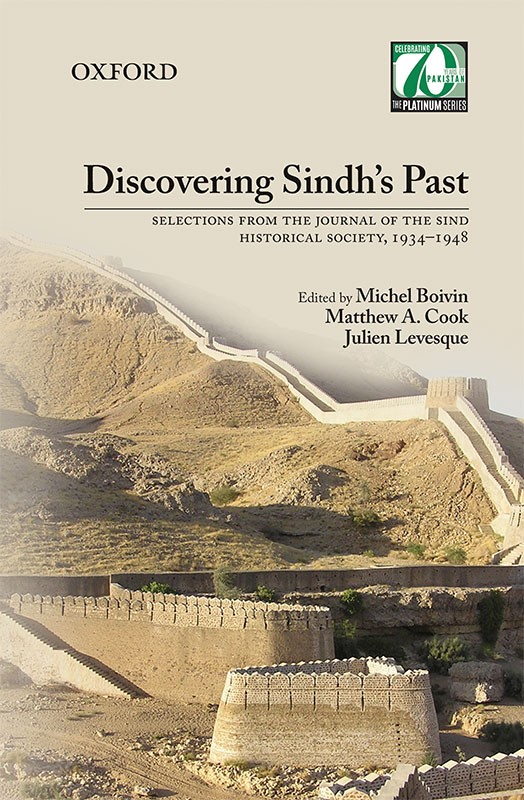 OXFORD
CELEBRATING
70
YEARS OF
PAKISTAN
THE PLATINUM SERIES
Discovering Sindh's Past
SELECTIONS FROM THE JOURNAL OF THE SIND
HISTORICAL SOCIETY, 1934–1948
Edited by Michel Boivin
Matthew A. Cook
Julien Levesque